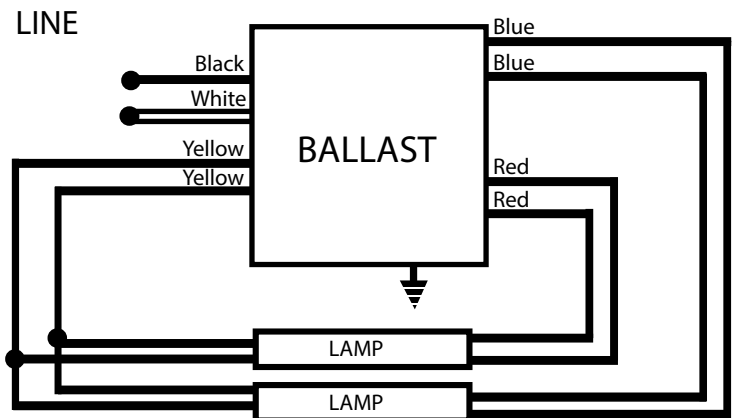 LINE
Black
White
Yellow
Yellow
BALLAST
Blue
Blue
Red
Red
LAMP
LAMP